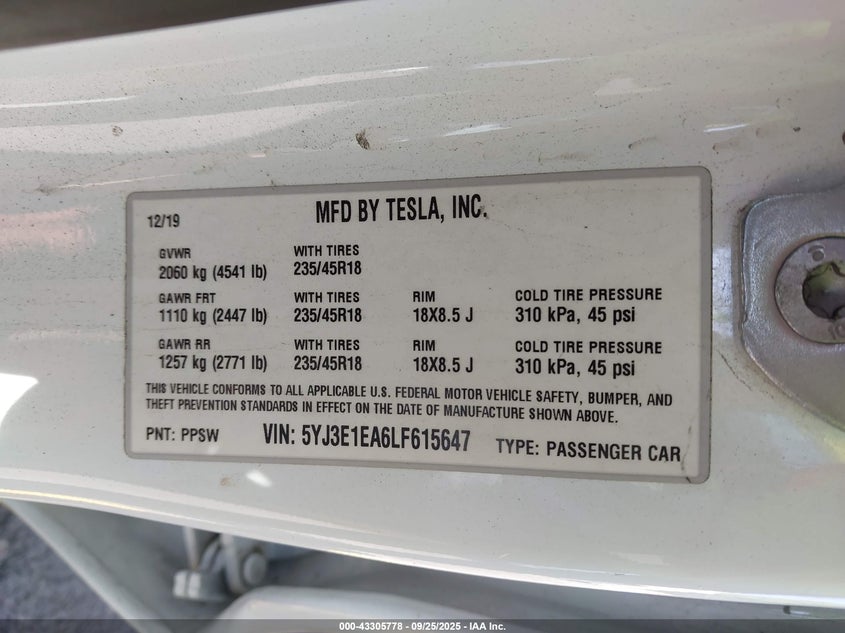 12/19
MFD BY TESLA, INC.
GVWR
2060 kg (4541 lb)
WITH TIRES
235/45R18
GAWR FRT
1110 kg (2447 lb)
WITH TIRES
235/45R18
RIM
18X8.5 J
COLD TIRE PRESSURE
310 kPa, 45 psi
GAWR RR
1257 kg (2771 lb)
WITH TIRES
235/45R18
RIM
18X8.5 J
COLD TIRE PRESSURE
310 kPa, 45 psi
THIS VEHICLE CONFORMS TO ALL APPLICABLE U.S. FEDERAL MOTOR VEHICLE SAFETY, BUMPER, AND
THEFT PREVENTION STANDARDS IN EFFECT ON THE DATE OF MANUFACTURE SHOWN ABOVE.
PNT: PPSW
VIN: 5YJ3E1EA6LF615647
TYPE: PASSENGER CAR
000-43305778 - 09/25/2025 - IAA Inc.